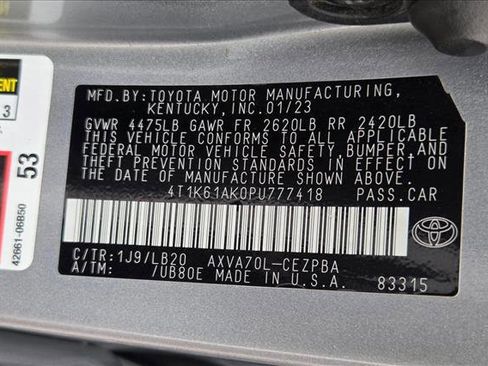 MFD.BY:TOYOTA MOTOR MANUFACTURING,
KENTUCKY, INC.01/23
GVWR 4475LB GAWR FR 2620LB RR 2420LB
THIS VEHICLE CONFORMS TO ALL APPLICABLE
FEDERAL MOTOR VEHICLE SAFETY, BUMPER, AND
THEFT PREVENTION STANDARDS IN EFFECT ON
THE DATE OF MANUFACTURE SHOWN ABOVE.
4T1K61AK0PU777418 PASS.CAR
C/TR:1J9/LB20 AXVA70L-CEZPBA
A/TM: /UB80E MADE IN U.S.A. 83315
TOYOTA
53
42661-06B50